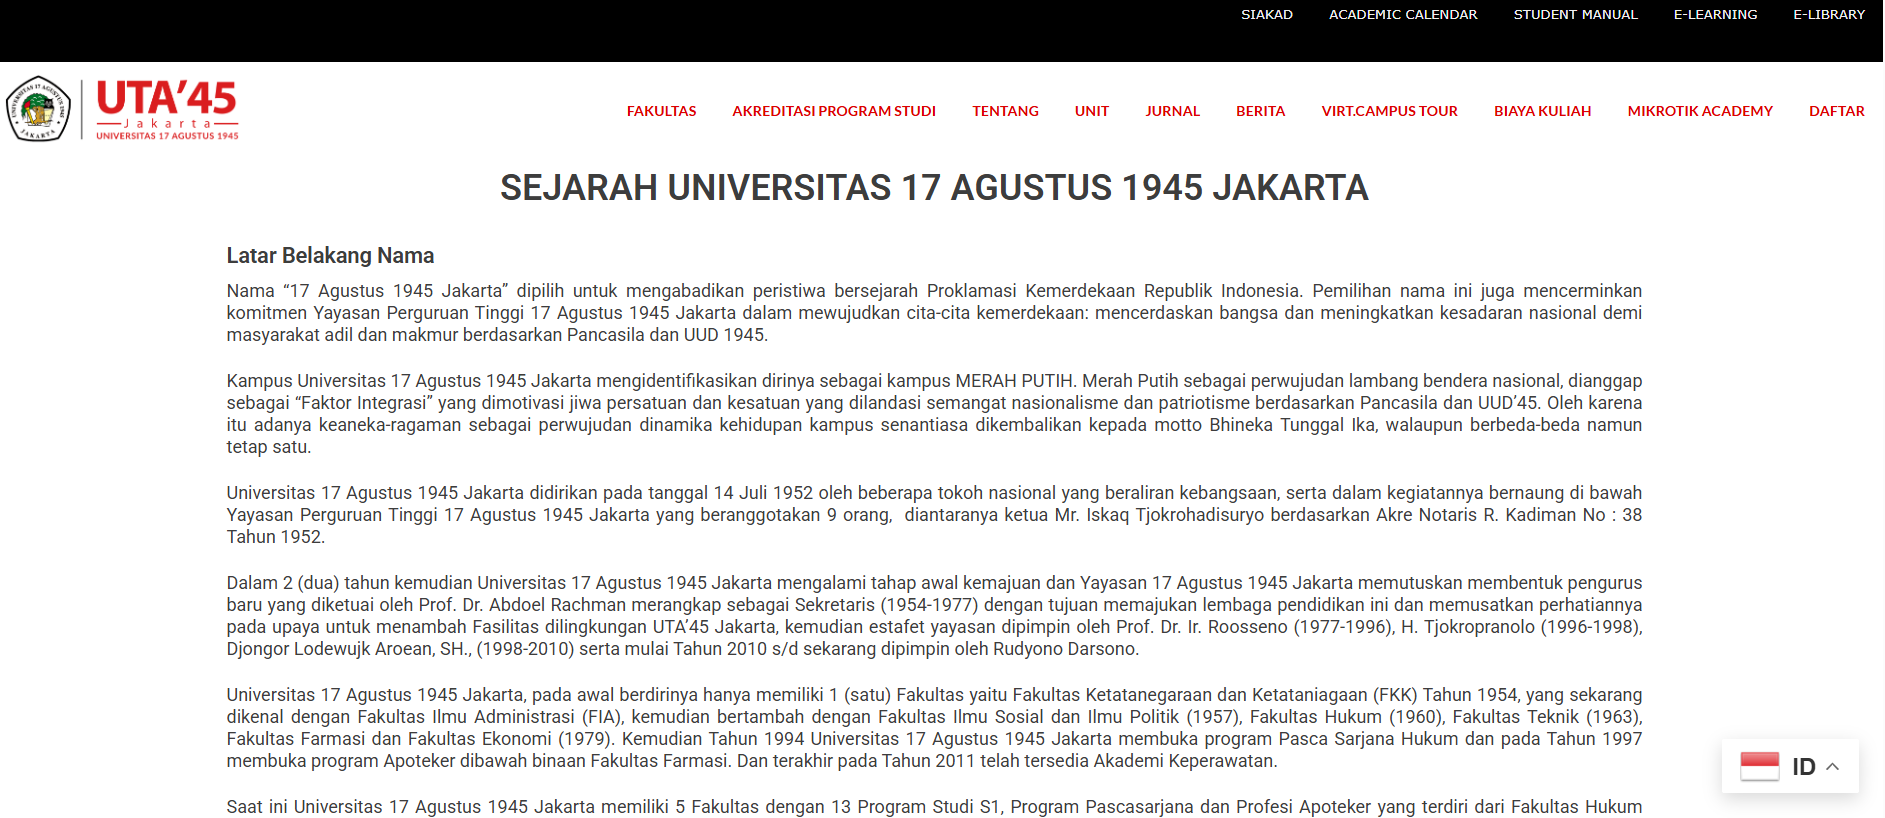 SIAKAD ACADEMIC CALENDAR STUDENT MANUAL E-LEARNING E-LIBRARY
UNIVERSITAS 17 AGUSTUS 1945
JAKARTA
UTA'45
Jakarta
UNIVERSITAS 17 AGUSTUS 1945
FAKULTAS AKREDITASI PROGRAM STUDI TENTANG UNIT JURNAL BERITA VIRT.CAMPUS TOUR BIAYA KULIAH MIKROTIK ACADEMY DAFTAR
SEJARAH UNIVERSITAS 17 AGUSTUS 1945 JAKARTA
Latar Belakang Nama
Nama “17 Agustus 1945 Jakarta” dipilih untuk mengabadikan peristiwa bersejarah Proklamasi Kemerdekaan Republik Indonesia. Pemilihan nama ini juga mencerminkan
komitmen Yayasan Perguruan Tinggi 17 Agustus 1945 Jakarta dalam mewujudkan cita-cita kemerdekaan: mencerdaskan bangsa dan meningkatkan kesadaran nasional demi
masyarakat adil dan makmur berdasarkan Pancasila dan UUD 1945.
Kampus Universitas 17 Agustus 1945 Jakarta mengidentifikasikan dirinya sebagai kampus MERAH PUTIH. Merah Putih sebagai perwujudan lambang bendera nasional, dianggap
sebagai “Faktor Integrasi” yang dimotivasi jiwa persatuan dan kesatuan yang dilandasi semangat nasionalisme dan patriotisme berdasarkan Pancasila dan UUD’45. Oleh karena
itu adanya keaneka-ragaman sebagai perwujudan dinamika kehidupan kampus senantiasa dikembalikan kepada motto Bhineka Tunggal Ika, walaupun berbeda-beda namun
tetap satu.
Universitas 17 Agustus 1945 Jakarta didirikan pada tanggal 14 Juli 1952 oleh beberapa tokoh nasional yang beraliran kebangsaan, serta dalam kegiatannya bernaung di bawah
Yayasan Perguruan Tinggi 17 Agustus 1945 Jakarta yang beranggotakan 9 orang, diantaranya ketua Mr. Iskaq Tjokrohadisuryo berdasarkan Akre Notaris R. Kadiman No : 38
Tahun 1952.
Dalam 2 (dua) tahun kemudian Universitas 17 Agustus 1945 Jakarta mengalami tahap awal kemajuan dan Yayasan 17 Agustus 1945 Jakarta memutuskan membentuk pengurus
baru yang diketuai oleh Prof. Dr. Abdoel Rachman merangkap sebagai Sekretaris (1954-1977) dengan tujuan memajukan lembaga pendidikan ini dan memusatkan perhatiannya
pada upaya untuk menambah Fasilitas dilingkungan UTA’45 Jakarta, kemudian estafet yayasan dipimpin oleh Prof. Dr. Ir. Roosseno (1977-1996), H. Tjokropranolo (1996-1998),
Djongor Lodewujk Aroean, SH., (1998-2010) serta mulai Tahun 2010 s/d sekarang dipimpin oleh Rudyono Darsono.
Universitas 17 Agustus 1945 Jakarta, pada awal berdirinya hanya memiliki 1 (satu) Fakultas yaitu Fakultas Ketatanegaraan dan Ketataniagaan (FKK) Tahun 1954, yang sekarang
dikenal dengan Fakultas Ilmu Administrasi (FIA), kemudian bertambah dengan Fakultas Ilmu Sosial dan Ilmu Politik (1957), Fakultas Hukum (1960), Fakultas Teknik (1963),
Fakultas Farmasi dan Fakultas Ekonomi (1979). Kemudian Tahun 1994 Universitas 17 Agustus 1945 Jakarta membuka program Pasca Sarjana Hukum dan pada Tahun 1997
membuka program Apoteker dibawah binaan Fakultas Farmasi. Dan terakhir pada Tahun 2011 telah tersedia Akademi Keperawatan.
ID
Saat ini Universitas 17 Agustus 1945 Jakarta memiliki 5 Fakultas dengan 13 Program Studi S1, Program Pascasarjana dan Profesi Apoteker yang terdiri dari Fakultas Hukum